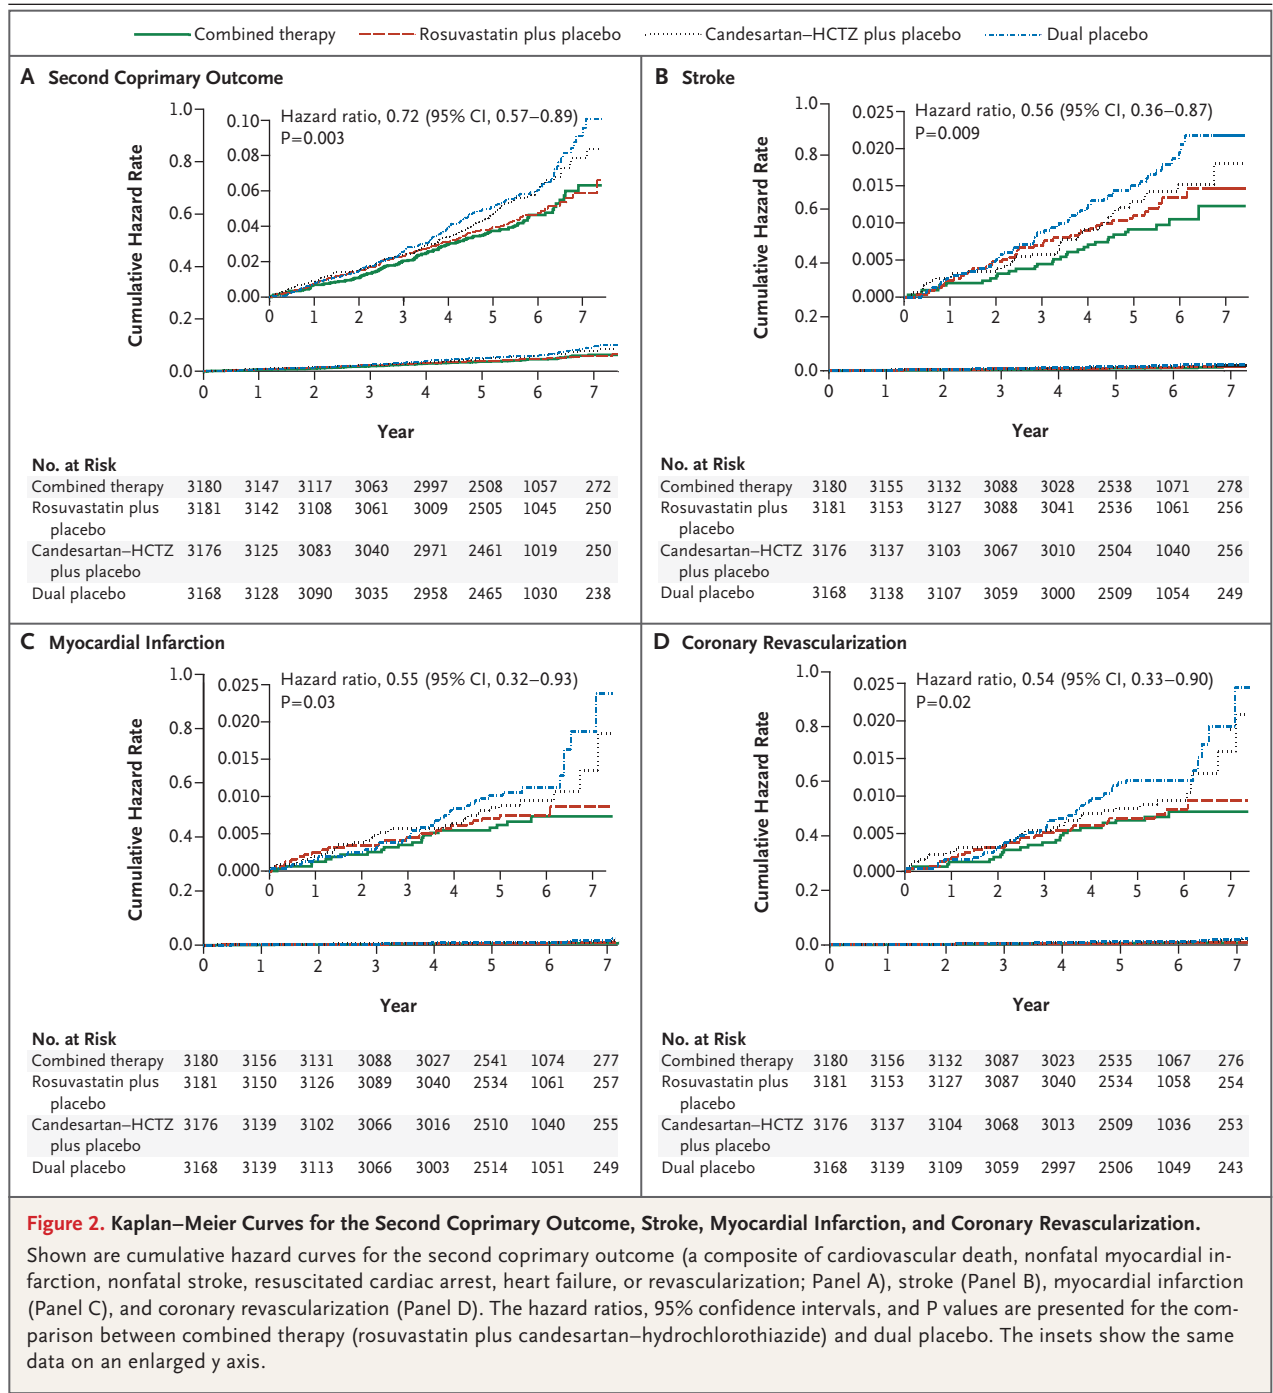 Combined therapy Rosuvastatin plus placebo Candesartan–HCTZ plus placebo Dual placebo
A Second Coprimary Outcome
Cumulative Hazard Rate
1.0
0.8
0.6
0.4
0.2
0.0
0 1 2 3 4 5 6 7
Year
Hazard ratio, 0.72 (95% CI, 0.57–0.89)
P=0.003
0.10
0.08
0.06
0.04
0.02
0.00
0 1 2 3 4 5 6 7
No. at Risk
Combined therapy 3180 3147 3117 3063 2997 2508 1057 272
Rosuvastatin plus 3181 3142 3108 3061 3009 2505 1045 250
placebo
Candesartan–HCTZ 3176 3125 3083 3040 2971 2461 1019 250
plus placebo
Dual placebo 3168 3128 3090 3035 2958 2465 1030 238
B Stroke
Cumulative Hazard Rate
1.0
0.8
0.6
0.4
0.2
0.0
0 1 2 3 4 5 6 7
Year
Hazard ratio, 0.56 (95% CI, 0.36–0.87)
P=0.009
0.025
0.020
0.015
0.010
0.005
0.000
0 1 2 3 4 5 6 7
No. at Risk
Combined therapy 3180 3155 3132 3088 3028 2538 1071 278
Rosuvastatin plus 3181 3153 3127 3088 3041 2536 1061 256
placebo
Candesartan–HCTZ 3176 3137 3103 3067 3010 2504 1040 256
plus placebo
Dual placebo 3168 3138 3107 3059 3000 2509 1054 249
C Myocardial Infarction
Cumulative Hazard Rate
1.0
0.8
0.6
0.4
0.2
0.0
0 1 2 3 4 5 6 7
Year
Hazard ratio, 0.55 (95% CI, 0.32–0.93)
P=0.03
0.025
0.020
0.015
0.010
0.005
0.000
0 1 2 3 4 5 6 7
No. at Risk
Combined therapy 3180 3156 3131 3088 3027 2541 1074 277
Rosuvastatin plus 3181 3150 3126 3089 3040 2534 1061 257
placebo
Candesartan–HCTZ 3176 3139 3102 3066 3016 2510 1040 255
plus placebo
Dual placebo 3168 3139 3113 3066 3003 2514 1051 249
D Coronary Revascularization
Cumulative Hazard Rate
1.0
0.8
0.6
0.4
0.2
0.0
0 1 2 3 4 5 6 7
Year
Hazard ratio, 0.54 (95% CI, 0.33–0.90)
P=0.02
0.025
0.020
0.015
0.010
0.005
0.000
0 1 2 3 4 5 6 7
No. at Risk
Combined therapy 3180 3156 3132 3087 3023 2535 1067 276
Rosuvastatin plus 3181 3153 3127 3087 3040 2534 1058 254
placebo
Candesartan–HCTZ 3176 3137 3104 3068 3013 2509 1036 253
plus placebo
Dual placebo 3168 3139 3109 3059 2997 2506 1049 243
Figure 2. Kaplan–Meier Curves for the Second Coprimary Outcome, Stroke, Myocardial Infarction, and Coronary Revascularization.
Shown are cumulative hazard curves for the second coprimary outcome (a composite of cardiovascular death, nonfatal myocardial in-
farction, nonfatal stroke, resuscitated cardiac arrest, heart failure, or revascularization; Panel A), stroke (Panel B), myocardial infarction
(Panel C), and coronary revascularization (Panel D). The hazard ratios, 95% confidence intervals, and P values are presented for the com-
parison between combined therapy (rosuvastatin plus candesartan–hydrochlorothiazide) and dual placebo. The insets show the same
data on an enlarged y axis.